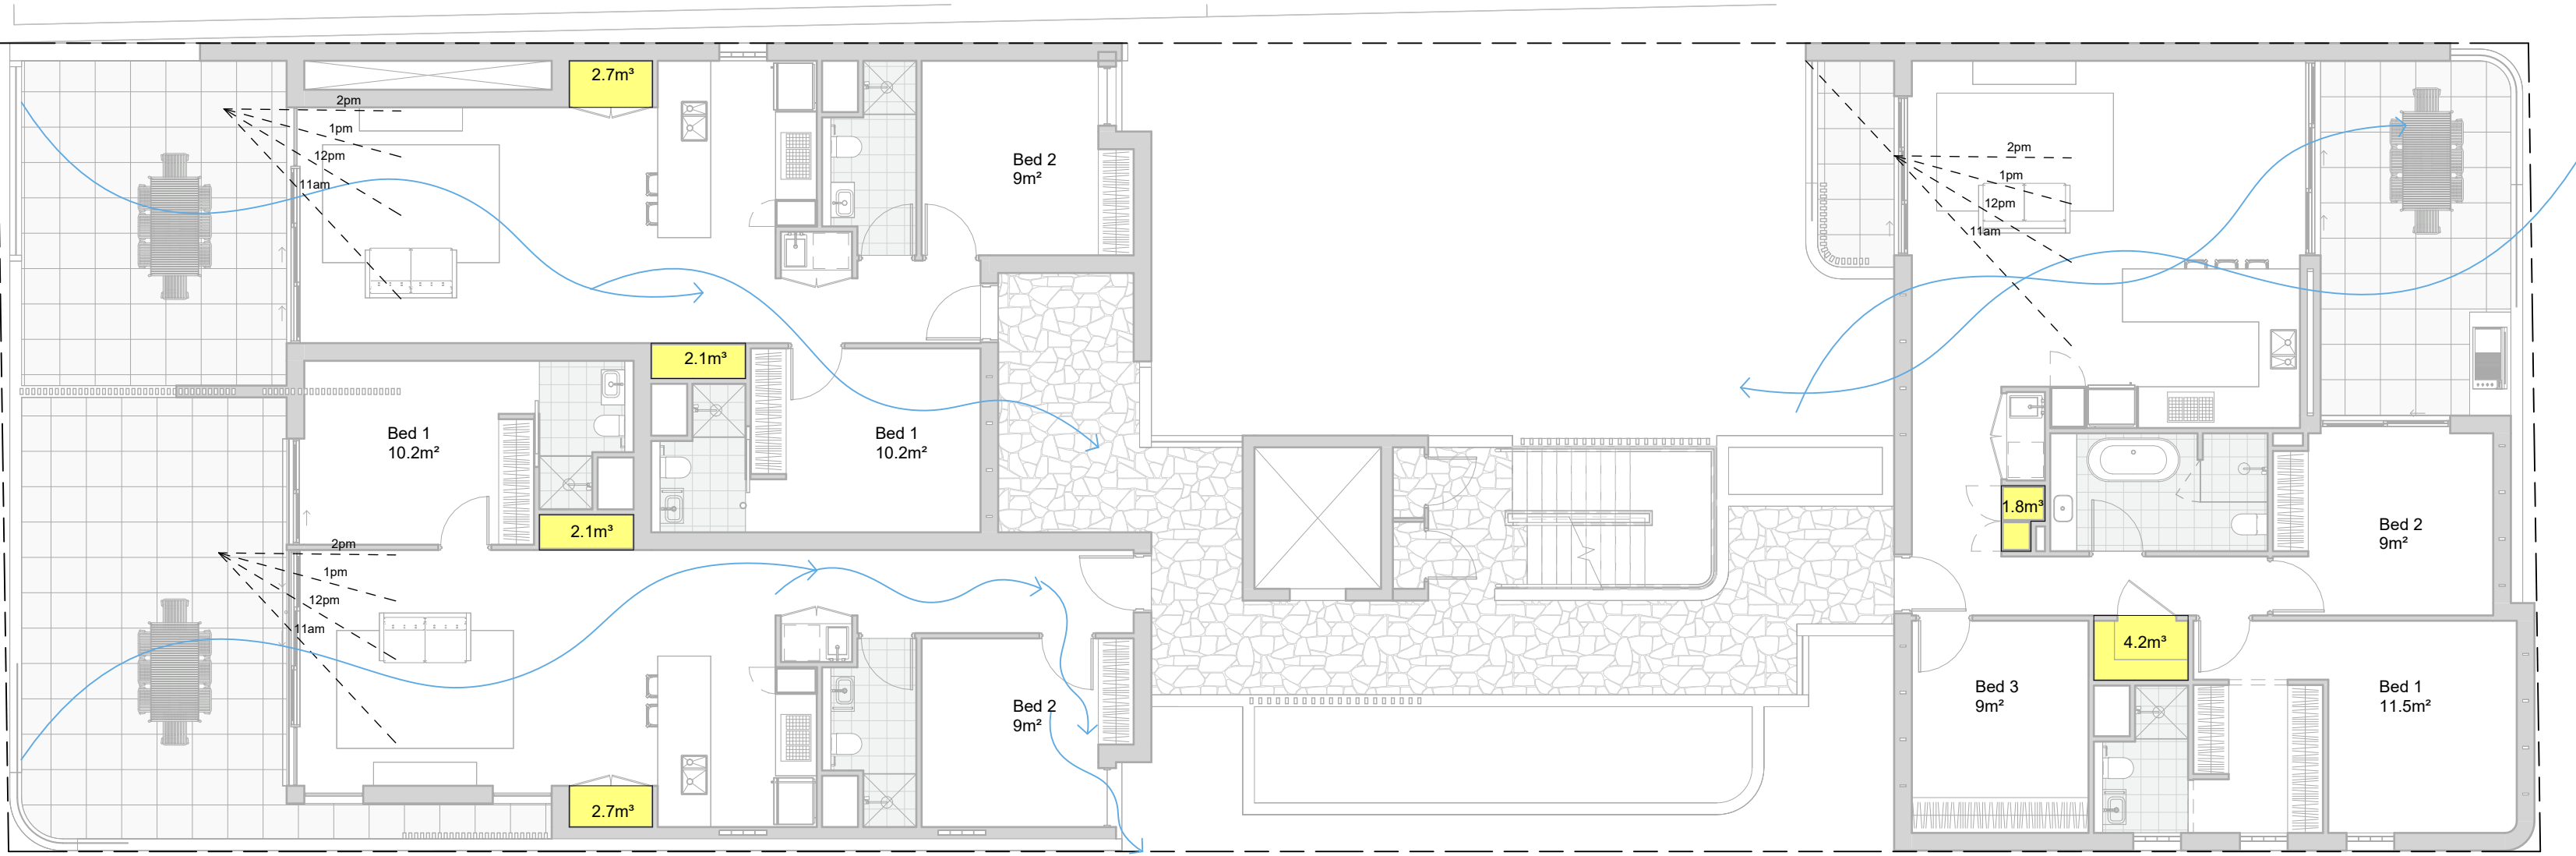 2.7m³
2pm
1pm
12pm
11am
Bed 2
9m²
2.1m³
Bed 1
10.2m²
Bed 1
10.2m²
2.1m³
2pm
1pm
12pm
11am
Bed 2
9m²
2.7m³
2pm
1pm
12pm
11am
1.8m³
Bed 2
9m²
4.2m³
Bed 3
9m²
Bed 1
11.5m²